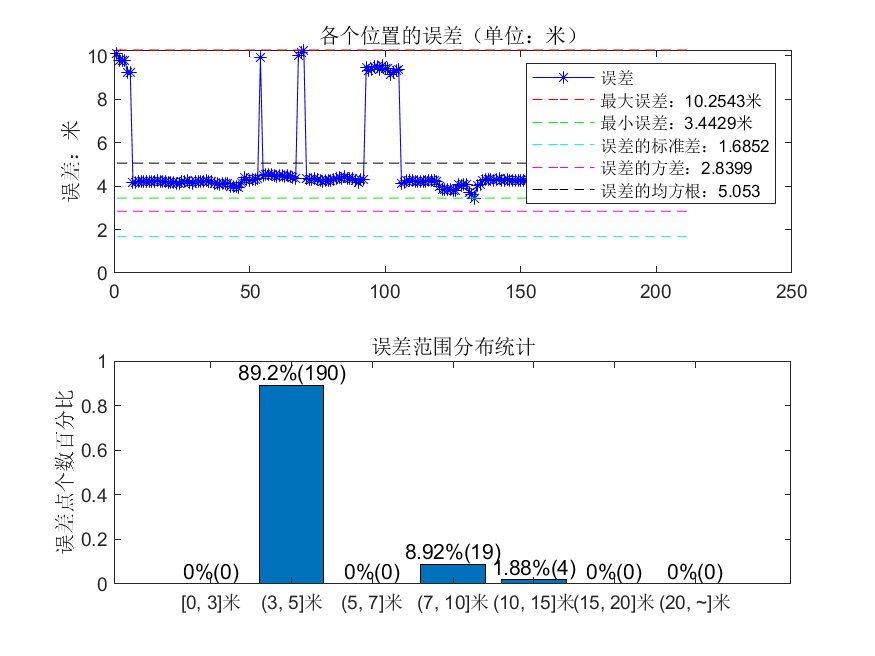 各个位置的误差（单位：米）
误差：米
10
8
6
4
2
0
0 50 100 150 200 250
误差
最大误差：10.2543米
最小误差：3.4429米
误差的标准差：1.6852
误差的方差：2.8399
误差的均方根：5.053
误差范围分布统计
误差点个数百分比
1
0.8
0.6
0.4
0.2
0
0%(0) 89.2%(190) 0%(0) 8.92%(19) 1.88%(4) 0%(0) 0%(0)
[0, 3]米 (3, 5]米 (5, 7]米 (7, 10]米 (10, 15]米 (15, 20]米 (20, ~]米